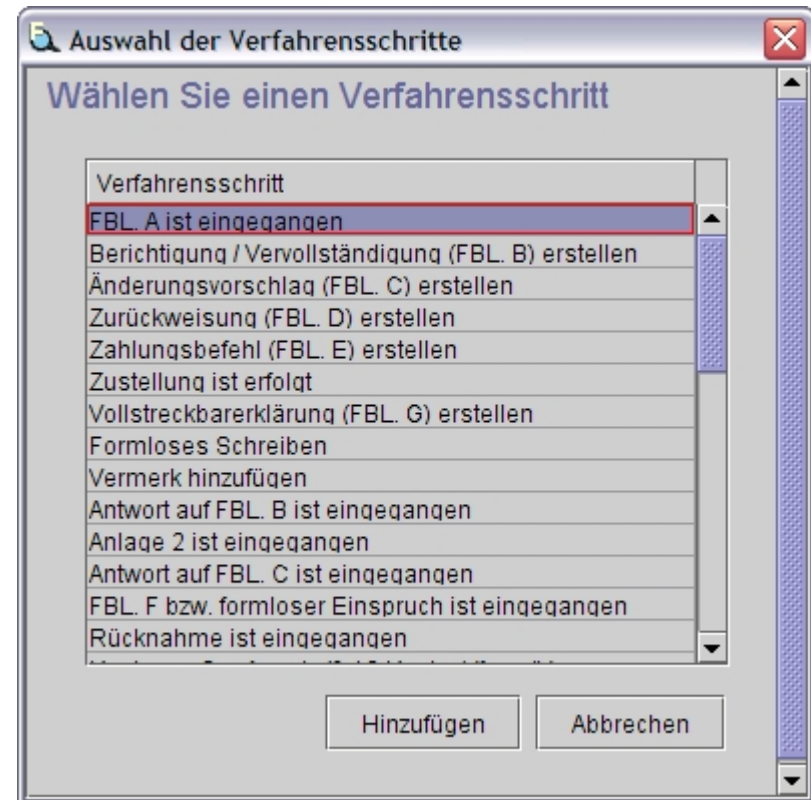 Auswahl der Verfahrensschritte
Wählen Sie einen Verfahrensschritt
Verfahrensschritt
FBL. A ist eingegangen
Berichtigung / Vervollständigung (FBL. B) erstellen
Änderungsvorschlag (FBL. C) erstellen
Zurückweisung (FBL. D) erstellen
Zahlungsbefehl (FBL. E) erstellen
Zustellung ist erfolgt
Vollstreckbarerklärung (FBL. G) erstellen
Formloses Schreiben
Vermerk hinzufügen
Antwort auf FBL. B ist eingegangen
Anlage 2 ist eingegangen
Antwort auf FBL. C ist eingegangen
FBL. F bzw. formloser Einspruch ist eingegangen
Rücknahme ist eingegangen
Hinzufügen Abbrechen